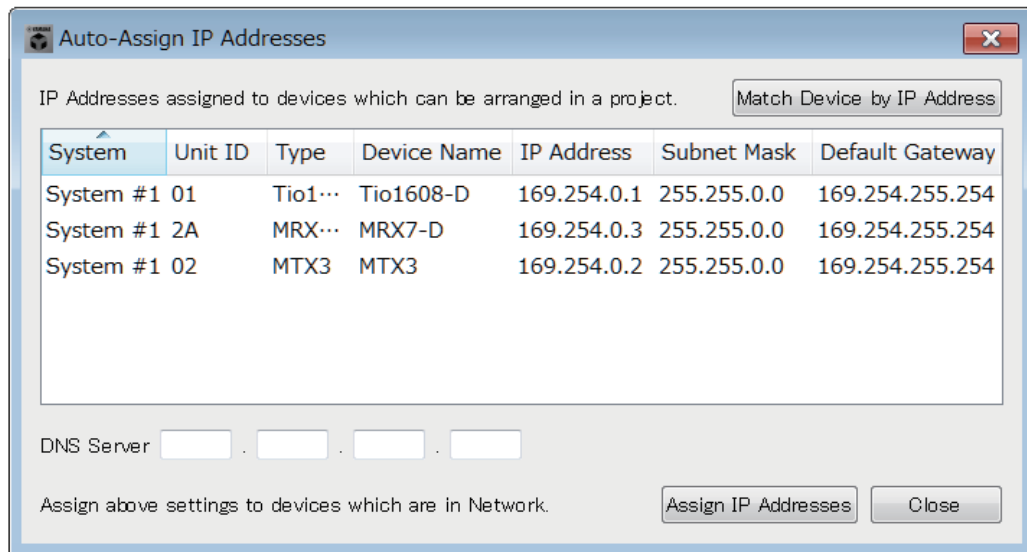 Auto-Assign IP Addresses
IP Addresses assigned to devices which can be arranged in a project. Match Device by IP Address
System Unit ID Type Device Name IP Address Subnet Mask Default Gateway
System #1 01 Tio1··· Tio1608-D 169.254.0.1 255.255.0.0 169.254.255.254
System #1 2A MRX··· MRX7-D 169.254.0.3 255.255.0.0 169.254.255.254
System #1 02 MTX3 MTX3 169.254.0.2 255.255.0.0 169.254.255.254
DNS Server . . .
Assign above settings to devices which are in Network. Assign IP Addresses Close